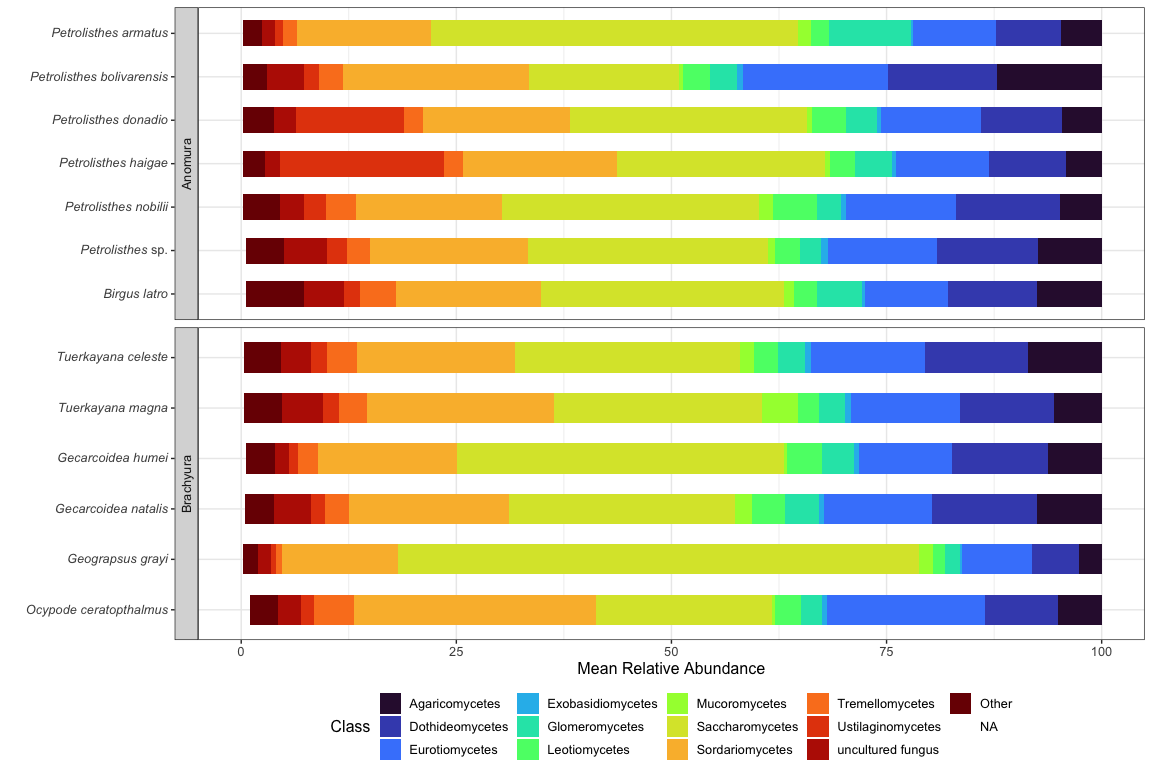 Anomura
Petrolisthes armatus
Petrolisthes bolivarensis
Petrolisthes donadio
Petrolisthes haigae
Petrolisthes nobilii
Petrolisthes sp.
Birgus latro
Brachyura
Tuerkayana celeste
Tuerkayana magna
Gecarcoidea humei
Gecarcoidea natalis
Geograpsus grayi
Ocypode ceratopthalmus
0 25 50 75 100
Mean Relative Abundance
Class
Agaricomycetes
Dothideomycetes
Eurotiomycetes
Exobasidiomycetes
Glomeromycetes
Leotiomycetes
Mucoromycetes
Saccharomycetes
Sordariomycetes
Tremellomycetes
Ustilaginomycetes
uncultured fungus
Other
NA